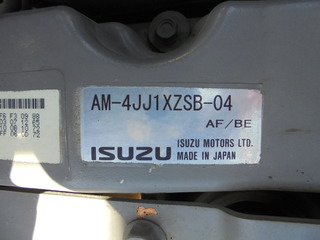 AM-4JJ1XZSB-04
AF/BE
ISUZU ISUZU MOTORS LTD.
MADE IN JAPAN